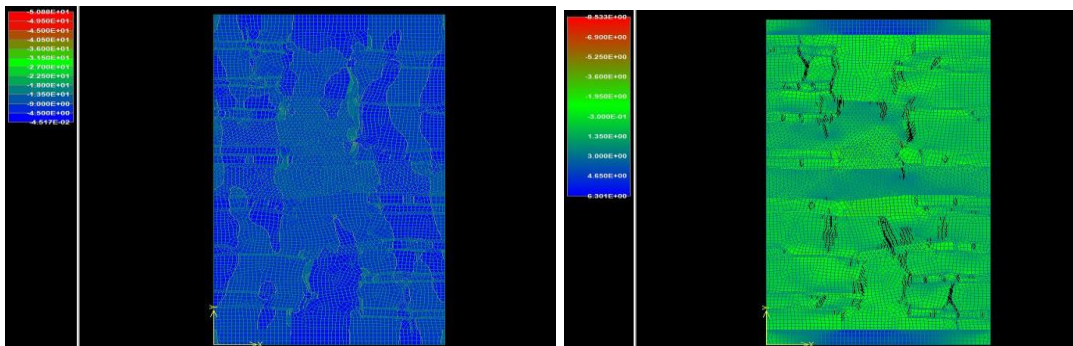 -5.088E+01
-4.950E+01
-4.500E+01
-4.050E+01
-3.600E+01
-3.150E+01
-2.700E+01
-2.250E+01
-1.800E+01
-1.350E+01
-9.000E+00
-4.500E+00
-4.517E-02
Y
X
-8.533E+00
-6.900E+00
-5.250E+00
-3.600E+00
-1.950E+00
-3.000E-01
1.350E+00
3.000E+00
4.650E+00
6.301E+00
Y
X